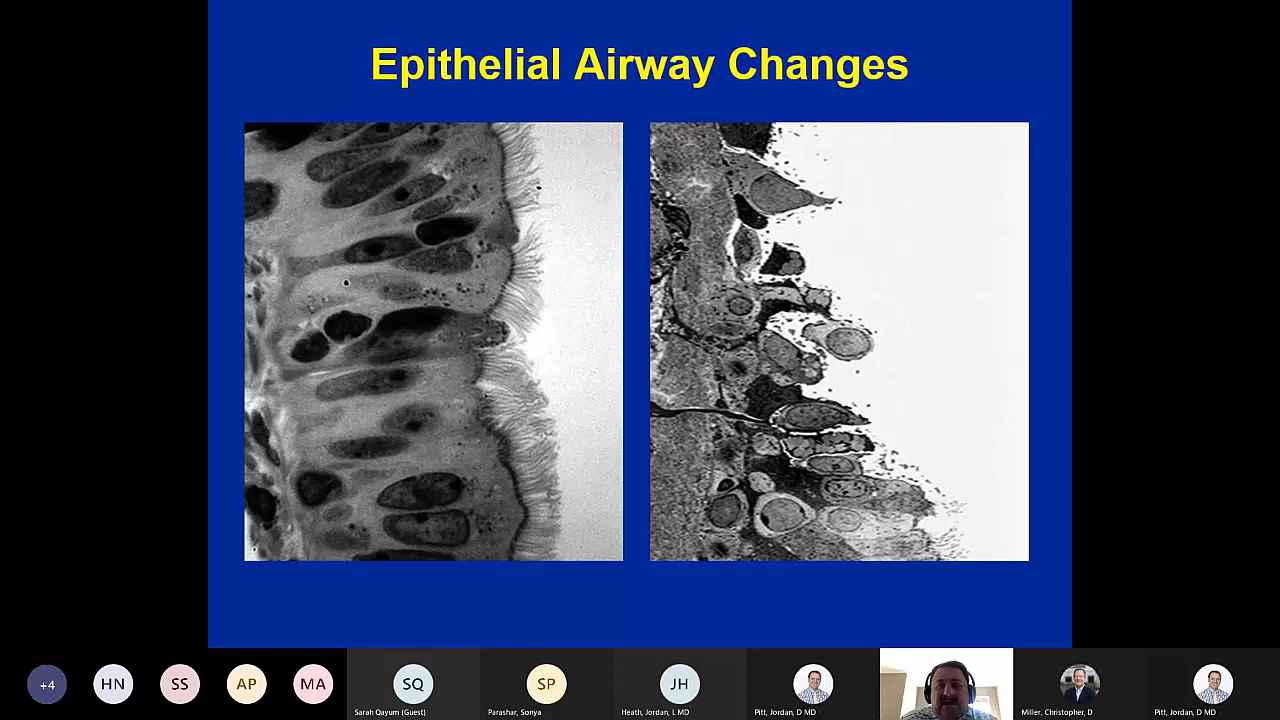 Epithelial Airway Changes
+4
HN
SS
AP
MA
SQ
Sarah Qayum (Guest)
SP
Parashar, Sonya
JH
Heath, Jordan, L MD
Pitt, Jordan, D MD
Miller, Christopher, D
Pitt, Jordan, D MD